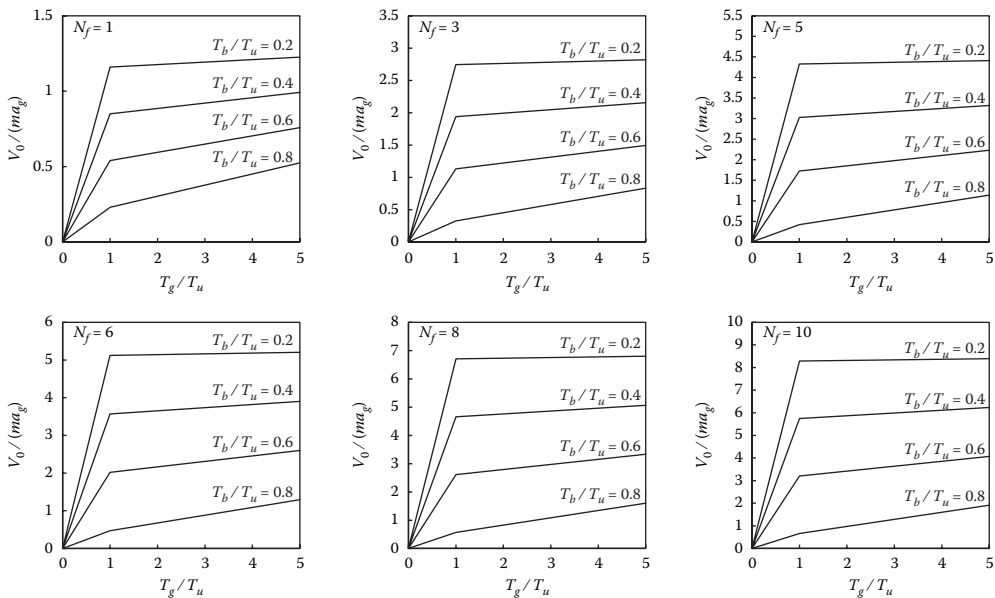 N_f = 1
T_b / T_u = 0.2
T_b / T_u = 0.4
T_b / T_u = 0.6
T_b / T_u = 0.8
V_0 / (ma_g)
1.5
1
0.5
0
0 1 2 3 4 5
T_g / T_u
N_f = 3
T_b / T_u = 0.2
T_b / T_u = 0.4
T_b / T_u = 0.6
T_b / T_u = 0.8
V_0 / (ma_g)
3.5
3
2.5
2
1.5
1
0.5
0
0 1 2 3 4 5
T_g / T_u
N_f = 5
T_b / T_u = 0.2
T_b / T_u = 0.4
T_b / T_u = 0.6
T_b / T_u = 0.8
V_0 / (ma_g)
5.5
5
4.5
4
3.5
3
2.5
2
1.5
1
0.5
0
0 1 2 3 4 5
T_g / T_u
N_f = 6
T_b / T_u = 0.2
T_b / T_u = 0.4
T_b / T_u = 0.6
T_b / T_u = 0.8
V_0 / (ma_g)
6
5
4
3
2
1
0
0 1 2 3 4 5
T_g / T_u
N_f = 8
T_b / T_u = 0.2
T_b / T_u = 0.4
T_b / T_u = 0.6
T_b / T_u = 0.8
V_0 / (ma_g)
8
7
6
5
4
3
2
1
0
0 1 2 3 4 5
T_g / T_u
N_f = 10
T_b / T_u = 0.2
T_b / T_u = 0.4
T_b / T_u = 0.6
T_b / T_u = 0.8
V_0 / (ma_g)
10
9
8
7
6
5
4
3
2
1
0
0 1 2 3 4 5
T_g / T_u